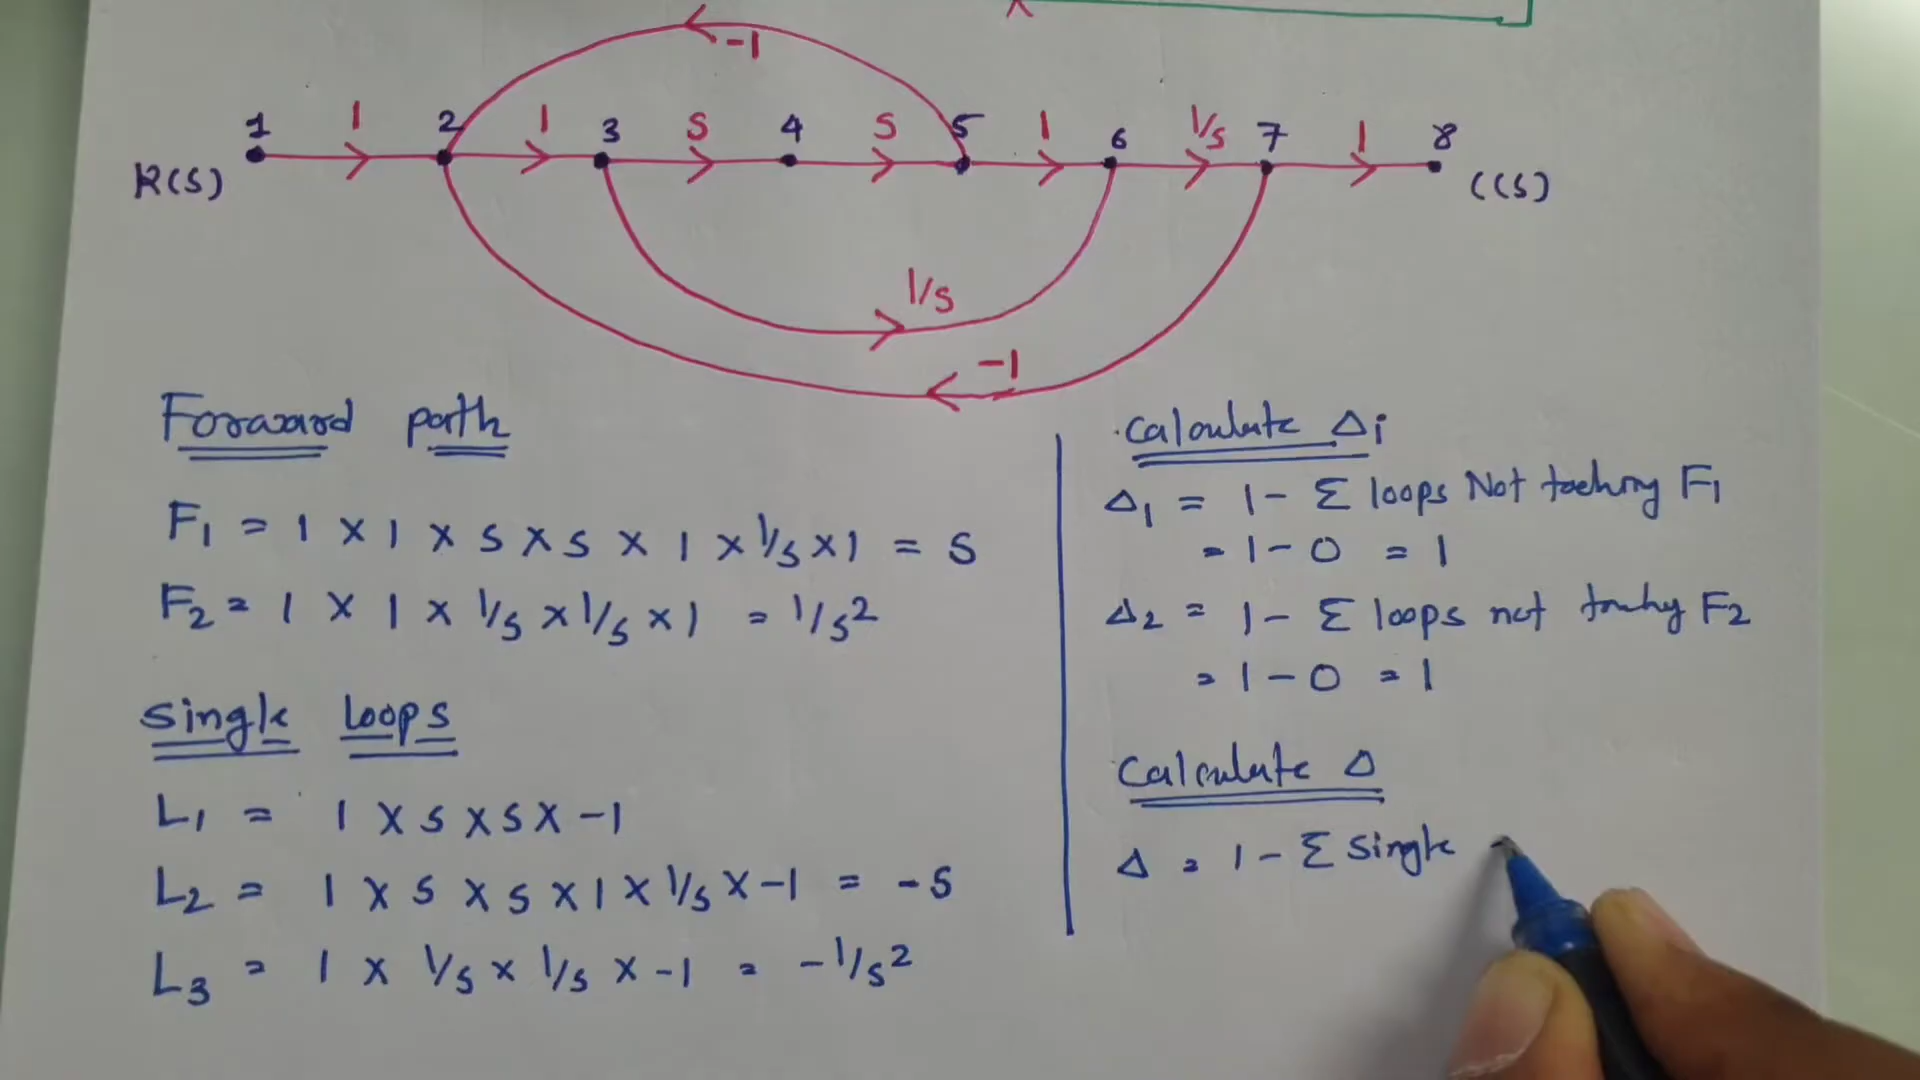 -1
1 1 1 2 1 3 S 4 S 5 1 6 1/s 7 1 8
R(S) C(S)
1/s
-1
Forward path
F1 = 1 X 1 X S X S X 1 X 1/s X 1 = S
F2 = 1 X 1 X 1/s X 1/s X 1 = 1/s²
Single Loops
L1 = 1 X S X S X -1
L2 = 1 X S X S X 1 X 1/s X -1 = -S
L3 = 1 X 1/s X 1/s X -1 = -1/s²
Calculate Δi
Δ1 = 1 - Σ loops Not F1
= 1 - 0 = 1
Δ2 = 1 - Σ loops not F2
= 1 - 0 = 1
Calculate Δ
Δ = 1 - Σ Single